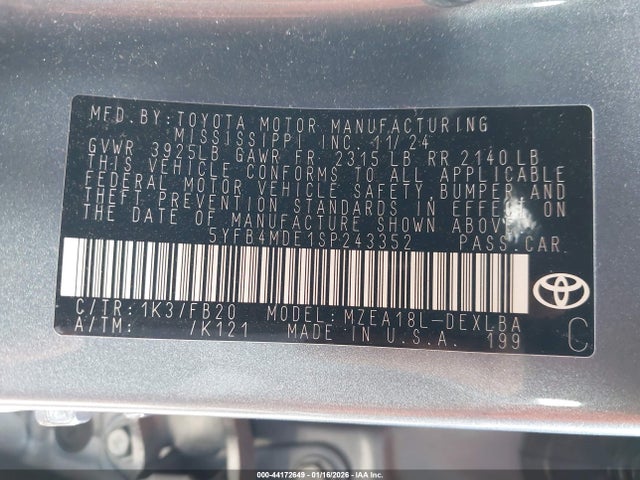 MFD.BY:TOYOTA MOTOR MANUFACTURING
MISSISSIPPI INC. 11/24
GVWR 3925LB GAWR FR 2315 LB RR 2140 LB
THIS VEHICLE CONFORMS TO ALL
FEDERAL MOTOR VEHICLE SAFETY, BUMPER AND
THEFT PREVENTION STANDARDS IN EFFECT ON
THE DATE OF MANUFACTURE SHOWN ABOVE.
5YFB4MDE1SP243352 PASS.CAR
C/TR: 1K3/FB20 MODEL: MZEA18L-DEXLBA
A/TM: /K121 MADE IN U.S.A. 199
C
000-44172649 - 01/16/2026 - IAAI.CA